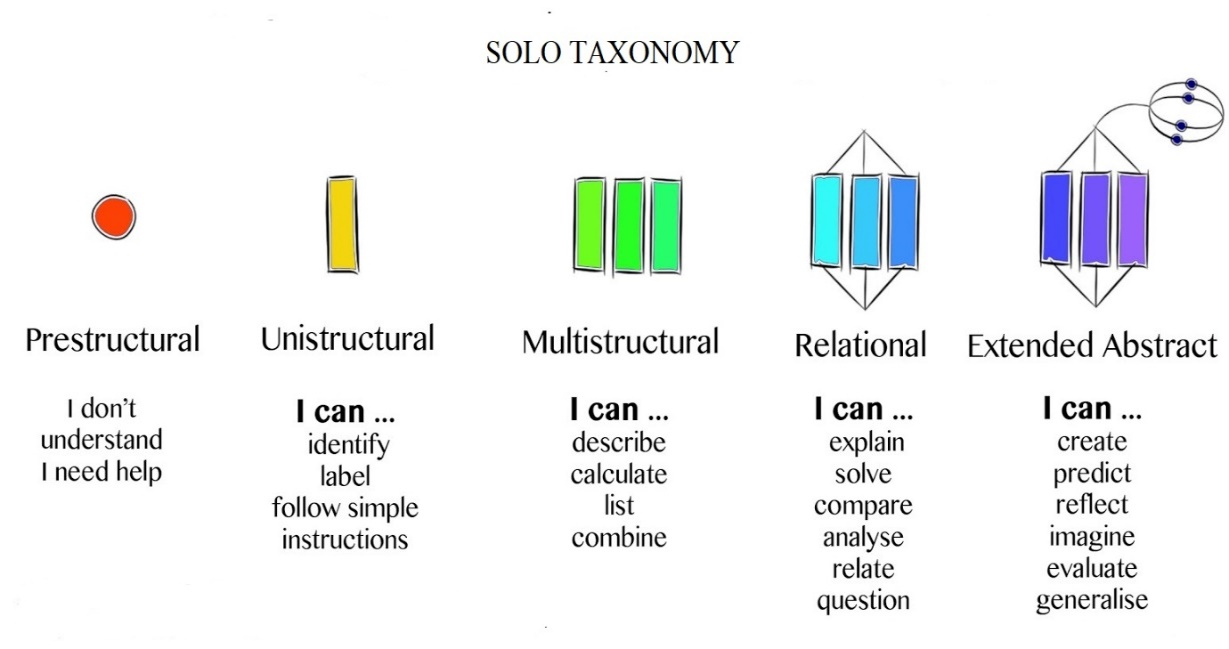 SOLO TAXONOMY
Prestructural
I don't
understand
I need help
Unistructural
I can ...
identify
label
follow simple
instructions
Multistructural
I can ...
describe
calculate
list
combine
Relational
I can ...
explain
solve
compare
analyse
relate
question
Extended Abstract
I can ...
create
predict
reflect
imagine
evaluate
generalise